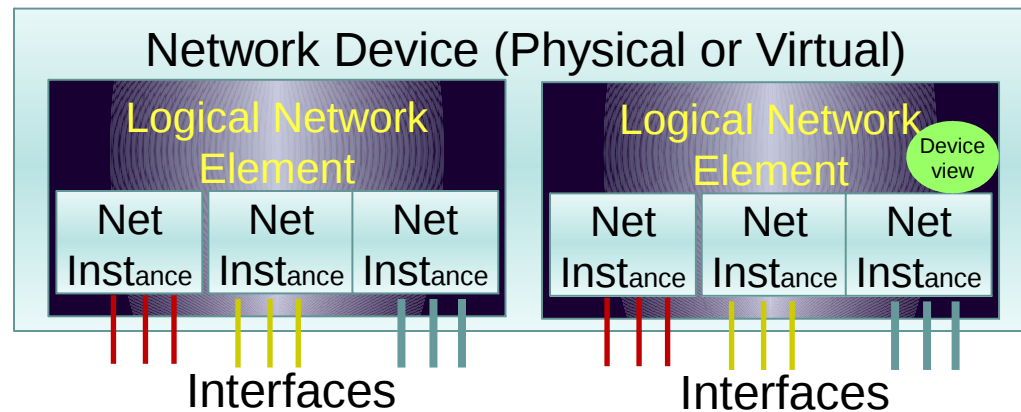 Network Device (Physical or Virtual)
Logical Network
Element
Net
Instance
Net
Instance
Net
Instance
Interfaces
Logical Network
Element
Device
view
Net
Instance
Net
Instance
Net
Instance
Interfaces